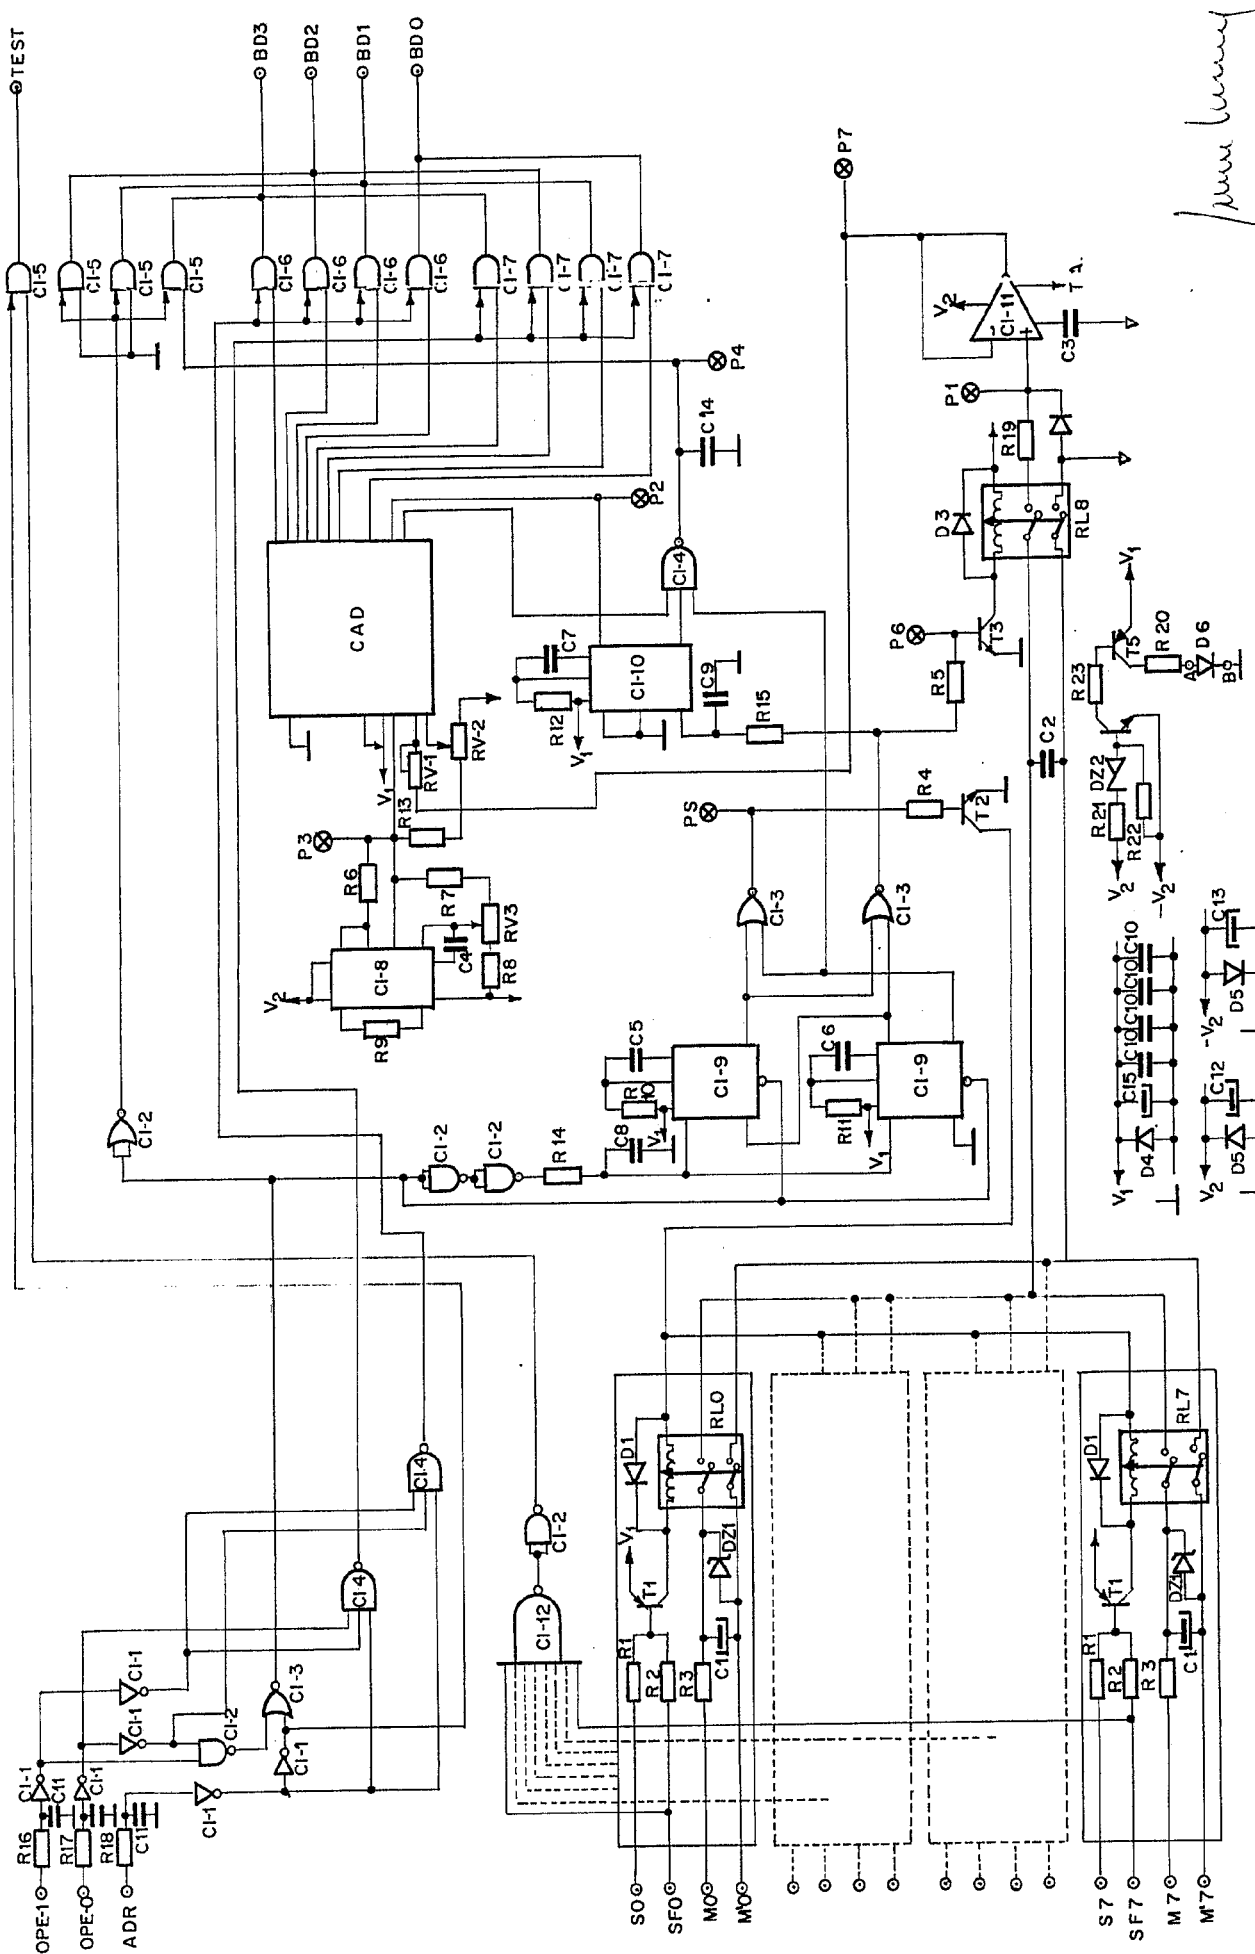 TEST
BD3
BD2
BD1
BD0
CI-5
CI-5
CI-5
CI-5
CI-6
CI-6
CI-6
CI-6
CI-7
CI-7
CI-7
CI-7
P7
P4
C14
P2
CAD
CI-4
V2
CI-11
C3
P1
R19
D3
RL8
P6
T3
R5
C7
CI-10
R12
V1
C9
R15
RV-2
RV-1
V1
R13
P3
R6
R7
RV3
C4
R8
CI-8
V2
R9
V1
T5
R23
R20
A
D6
B
C2
DZ2
R21
R22
V2
-V2
PS
R4
T2
CI-3
CI-3
C5
CI-9
R10
V1
C8
C6
CI-9
R11
V1
CI-2
CI-2
CI-2
R14
C13
C10
C10
C10
C10
C15
D4
V1
-V2
D5
C12
D5
V2
OPE-1
OPE-0
ADR
R16
R17
R18
C11
C11
CI-1
CI-1
CI-1
CI-1
CI-1
CI-1
CI-2
CI-3
CI-4
CI-4
CI-12
CI-2
V1
D1
RL0
T1
DZ1
R1
R2
R3
C1
S0
SF0
M0
M'0
D1
RL7
T1
DZ1
R1
R2
R3
C1
S7
SF7
M7
M'7